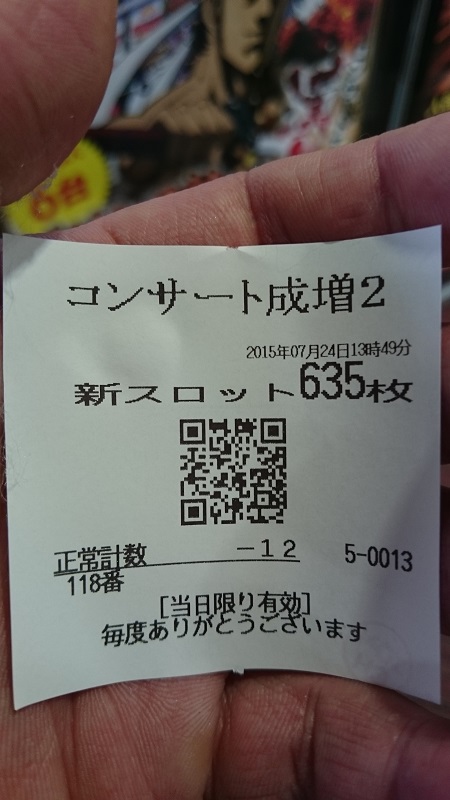 6台
コンサート成増2
2015年07月24日13時49分
新スロット635枚
正常計数 -12 5-0013
118番
[当日限り有効]
毎度ありがとうございます